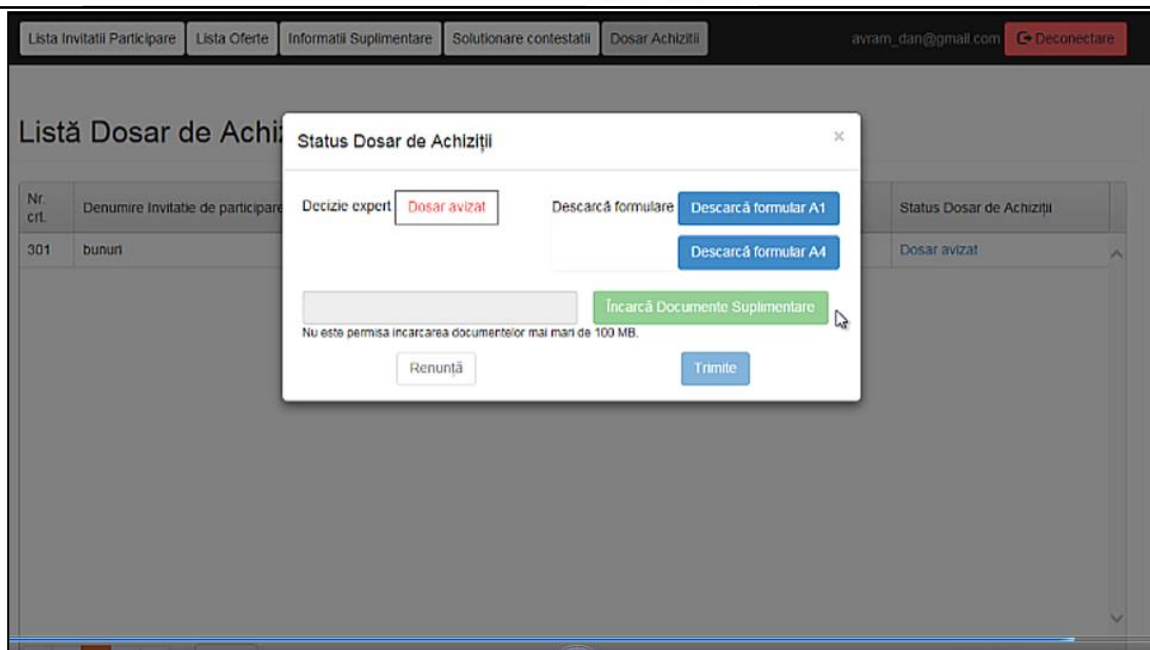 Lista Invitatii Participare Lista Oferte Informatii Suplimentare Solutionare contestatii Dosar Achizitii avram_dan@gmail.com Deconectare
Listă Dosar de Achiz
Status Dosar de Achiziții ×
Nr. crt. Denumire Invitatie de participare Status Dosar de Achiziții
Decizie expert Dosar avizat Descarcă formulare Descarcă formular A1
301 bunuri Dosar avizat
Descarcă formular A4
Încarcă Documente Suplimentare
Nu este permisa incarcarea documentelor mai mari de 100 MB.
Renunță Trimite